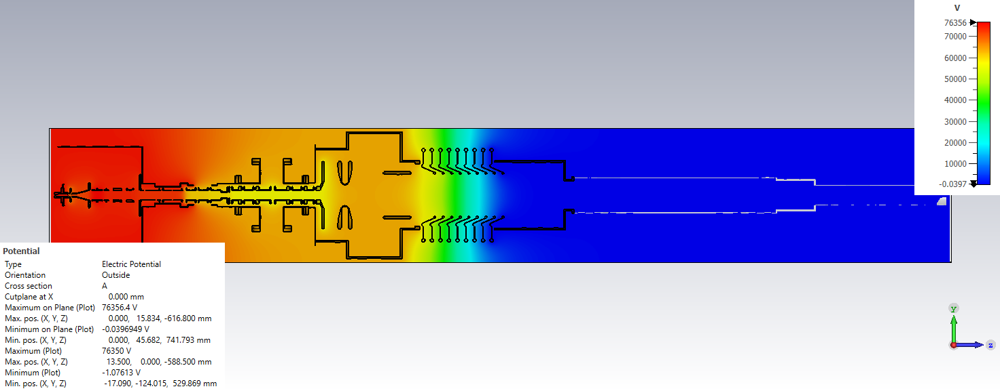 V
76356
70000
60000
50000
40000
30000
20000
10000
-0.0397
Potential
Type Electric Potential
Orientation Outside
Cross section A
Cutplane at X 0.000 mm
Maximum on Plane (Plot) 76356.4 V
Max. pos. (X, Y, Z) 0.000, 15.834, -616.800 mm
Minimum on Plane (Plot) -0.0396949 V
Min. pos. (X, Y, Z) 0.000, 45.682, 741.793 mm
Maximum (Plot) 76350 V
Max. pos. (X, Y, Z) 13.500, 0.000, -588.500 mm
Minimum (Plot) -1.07613 V
Min. pos. (X, Y, Z) -17.090, -124.015, 529.869 mm
y
z